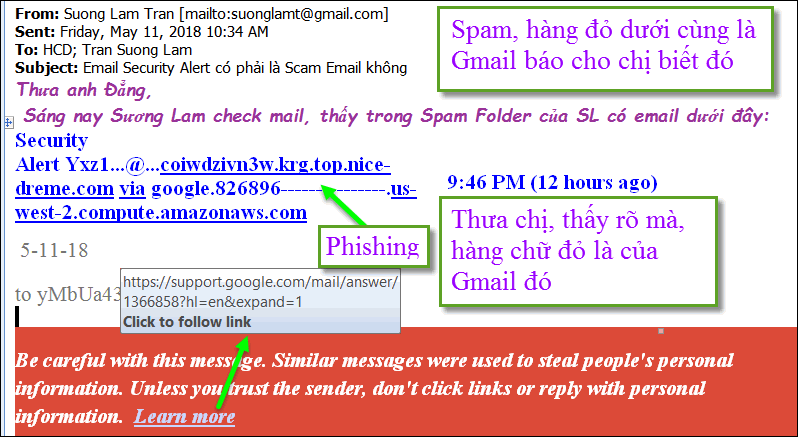 From: Suong Lam Tran [mailto:suonglamt@gmail.com]
Sent: Friday, May 11, 2018 10:34 AM
To: HCD; Tran Suong Lam
Subject: Email Security Alert có phải là Scam Email không
Spam, hàng đỏ dưới cùng là
Gmail báo cho chị biết đó
Thưa anh Đẳng,
Sáng nay Sương Lam check mail, thấy trong Spam Folder của SL có email dưới đây:
Security
Alert Yxz1...@...coiwdzivn3w.krg.top.nice-
dreme.com via google.826896---------------.us-
west-2.compute.amazonaws.com
9:46 PM (12 hours ago)
Phishing
Thưa chị, thấy rõ mà,
hàng chữ đỏ là của
Gmail đó
5-11-18
to yMbUa43
https://support.google.com/mail/answer/
1366858?hl=en&expand=1
Click to follow link
Be careful with this message. Similar messages were used to steal people's personal
information. Unless you trust the sender, don't click links or reply with personal
information. Learn more